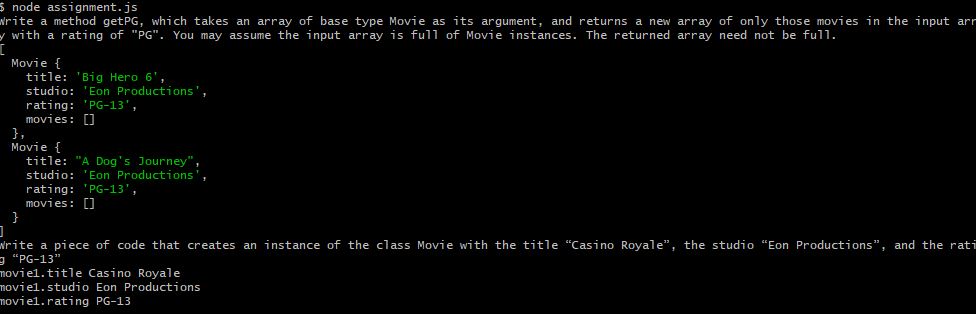 $ node assignment.js
Write a method getPG, which takes an array of base type Movie as its argument, and returns a new array of only those movies in the input arr
y with a rating of "PG". You may assume the input array is full of Movie instances. The returned array need not be full.
[
  Movie {
    title: 'Big Hero 6',
    studio: 'Eon Productions',
    rating: 'PG-13',
    movies: []
  },
  Movie {
    title: "A Dog's Journey",
    studio: 'Eon Productions',
    rating: 'PG-13',
    movies: []
  }
]
Write a piece of code that creates an instance of the class Movie with the title “Casino Royale”, the studio “Eon Productions”, and the rati
g “PG-13”
movie1.title Casino Royale
movie1.studio Eon Productions
movie1.rating PG-13